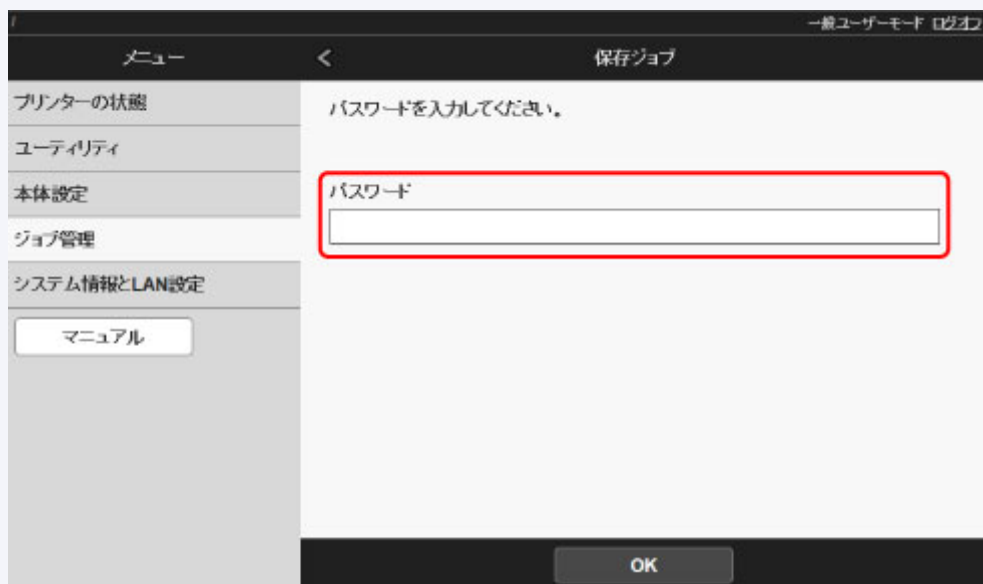 一般ユーザーモード ログオフ
メニュー
< 保存ジョブ
プリンターの状態
ユーティリティ
本体設定
ジョブ管理
システム情報とLAN設定
マニュアル
パスワードを入力してください。
パスワード
OK